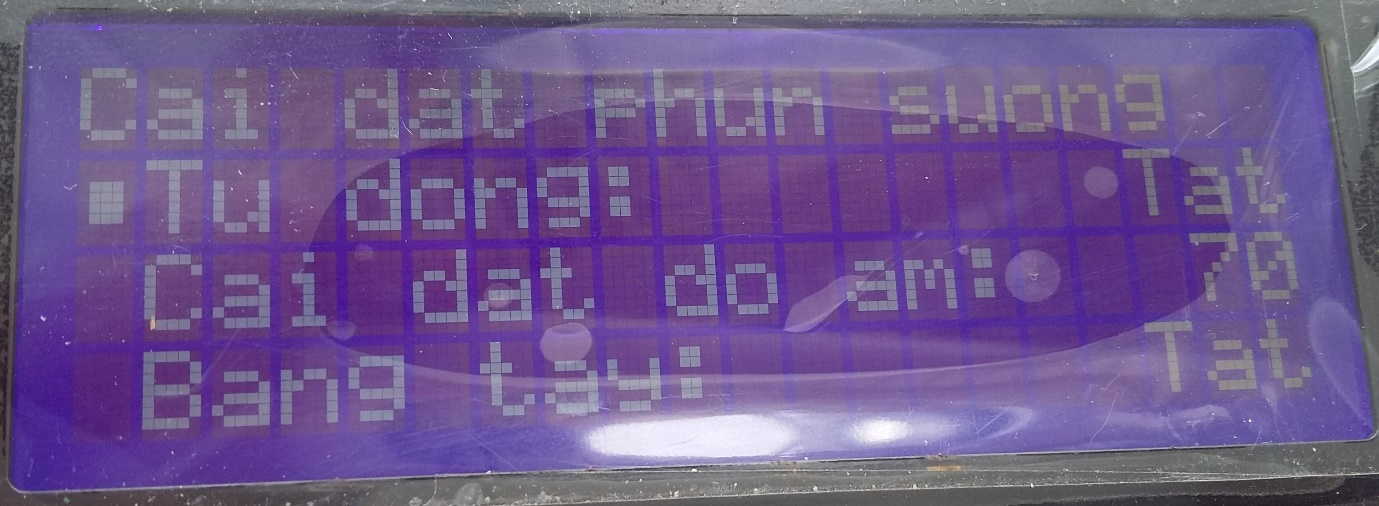 Cai dat phun suong
Tu dong: Tat
Cai dat do am: 70
Bang tay: Tat